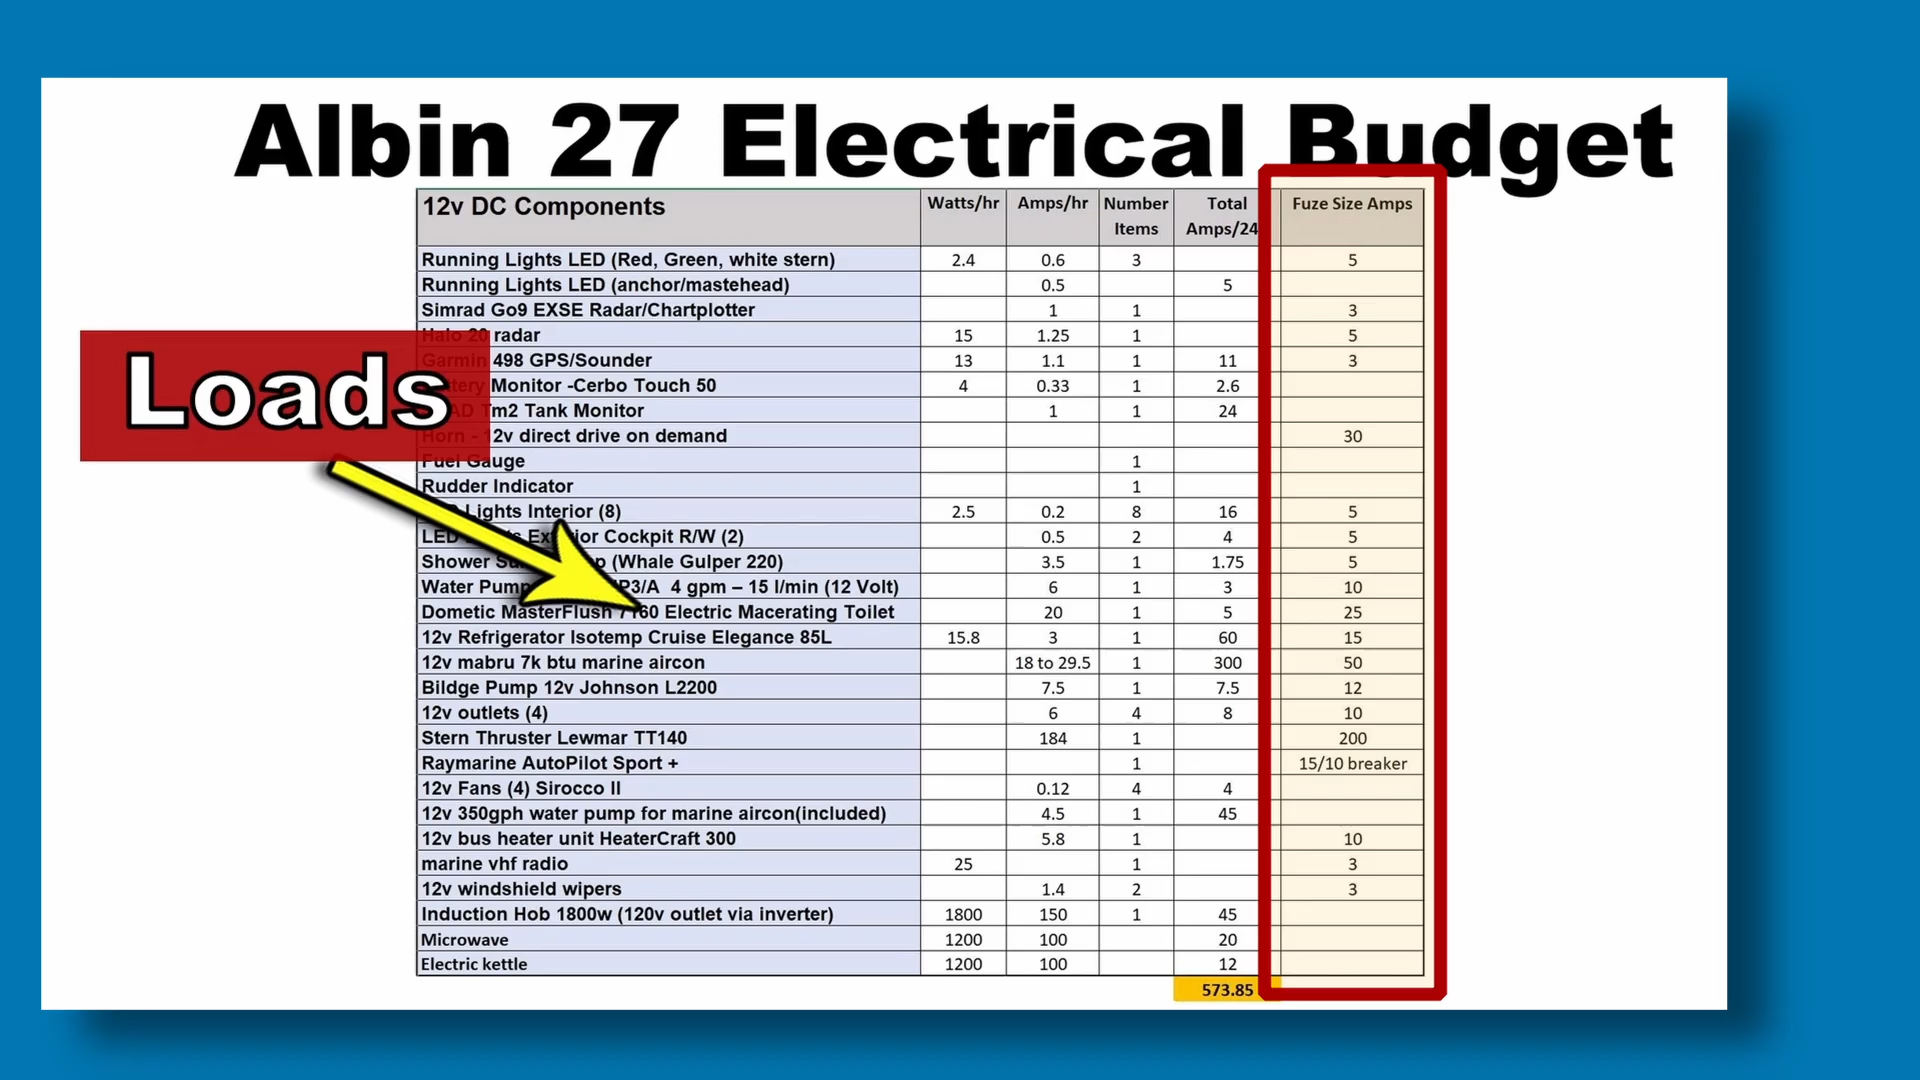 Albin 27 Electrical Budget
12v DC Components Watts/hr Amps/hr Number Items Total Amps/24 Fuze Size Amps
Running Lights LED (Red, Green, white stern) 2.4 0.6 3 5
Running Lights LED (anchor/mastehead) 0.5 5
Simrad Go9 EXSE Radar/Chartplotter 1 1 3
Halo 20 radar 15 1.25 1 5
Loads
Garmin 498 GPS/Sounder 13 1.1 1 11 3
Monitor -Cerbo Touch 50 4 0.33 1 2.6
Tm2 Tank Monitor 1 1 24
Horn - 12v direct drive on demand 30
Fuel Gauge 1
Rudder Indicator 1
Lights Interior (8) 2.5 0.2 8 16 5
LED Cockpit R/W (2) 0.5 2 4 5
Shower (Whale Gulper 220) 3.5 1 1.75 5
Water Pump 4 gpm – 15 l/min (12 Volt) 6 1 3 10
Dometic MasterFlush 7160 Electric Macerating Toilet 20 1 5 25
12v Refrigerator Isotemp Cruise Elegance 85L 15.8 3 1 60 15
12v mabru 7k btu marine aircon 18 to 29.5 1 300 50
Bildge Pump 12v Johnson L2200 7.5 1 7.5 12
12v outlets (4) 6 4 8 10
Stern Thruster Lewmar TT140 184 1 200
Raymarine AutoPilot Sport + 1 15/10 breaker
12v Fans (4) Sirocco II 0.12 4 4
12v 350gph water pump for marine aircon(included) 4.5 1 45
12v bus heater unit HeaterCraft 300 5.8 1 10
marine vhf radio 25 1 3
12v windshield wipers 1.4 2 3
Induction Hob 1800w (120v outlet via inverter) 1800 150 1 45
Microwave 1200 100 20
Electric kettle 1200 100 12
573.85